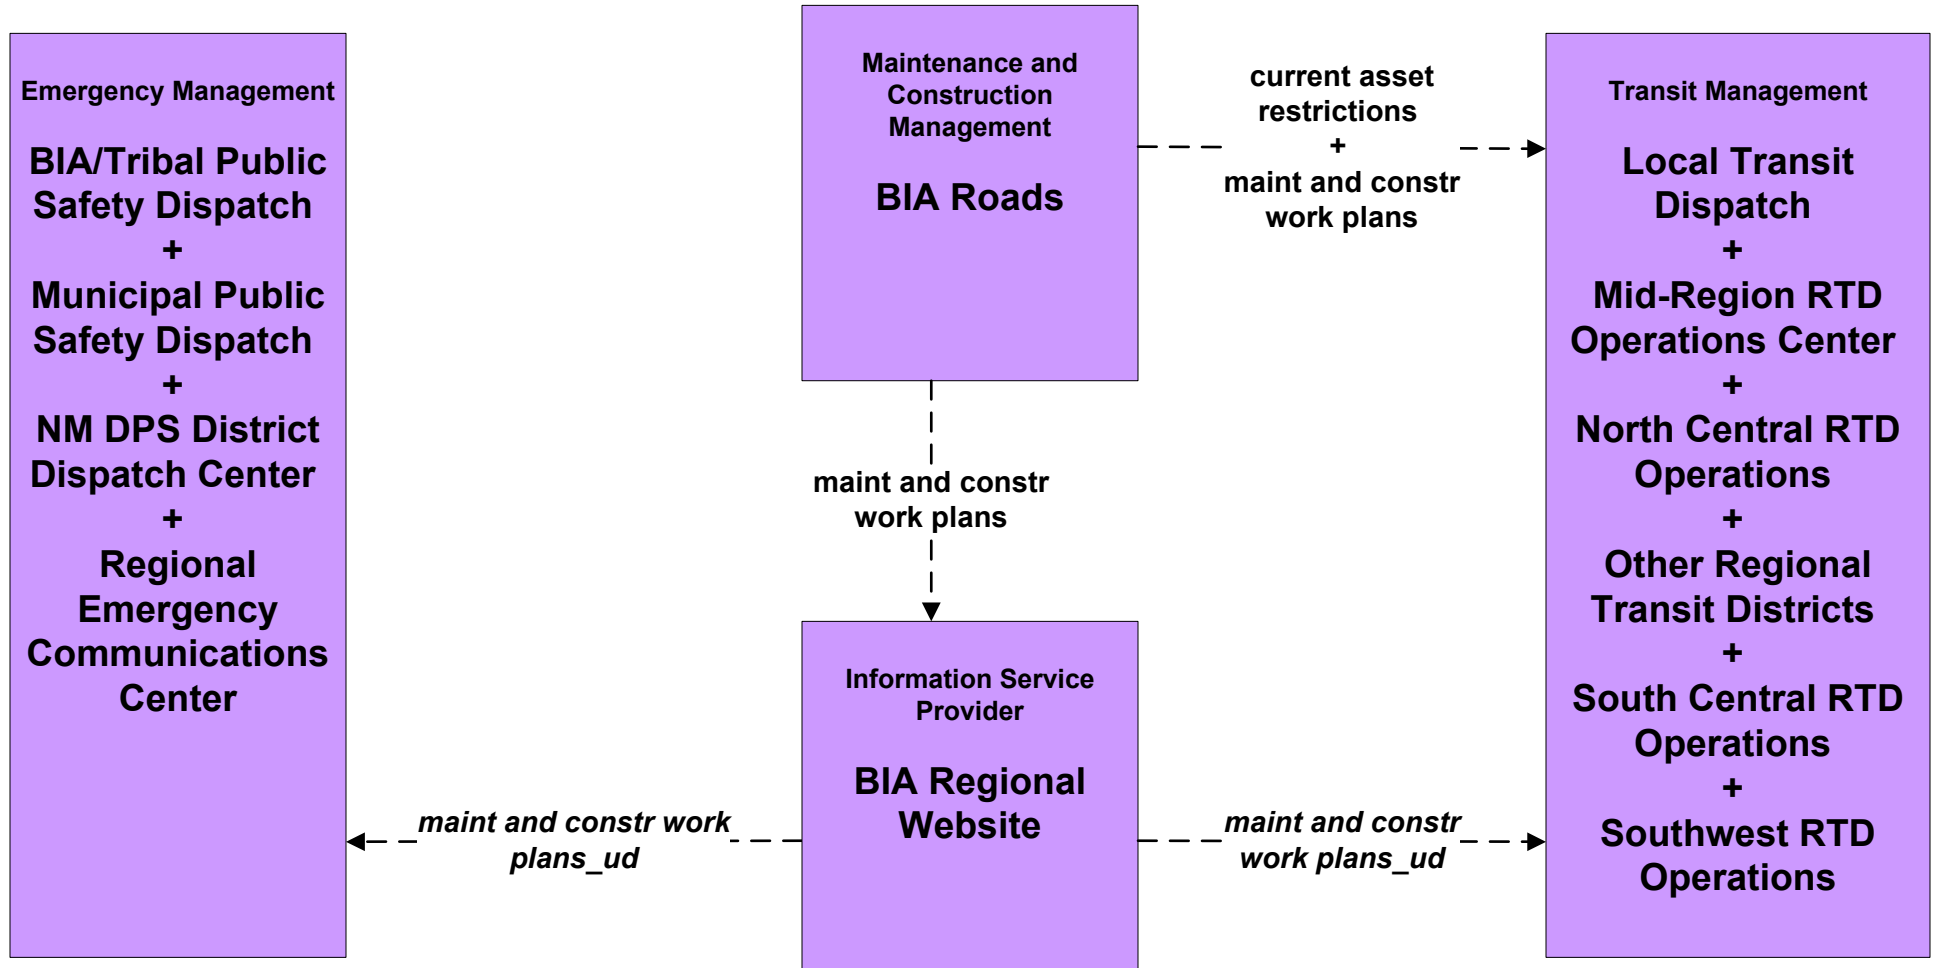 Emergency Management
BIA/Tribal Public
Safety Dispatch
+
Municipal Public
Safety Dispatch
+
NM DPS District
Dispatch Center
+
Regional
Emergency
Communications
Center
Maintenance and
Construction
Management
BIA Roads
current asset
restrictions
+
maint and constr
work plans
maint and constr
work plans
Information Service
Provider
BIA Regional
Website
maint and constr work
plans_ud
maint and constr
work plans_ud
Transit Management
Local Transit
Dispatch
+
Mid-Region RTD
Operations Center
+
North Central RTD
Operations
+
Other Regional
Transit Districts
+
South Central RTD
Operations
+
Southwest RTD
Operations